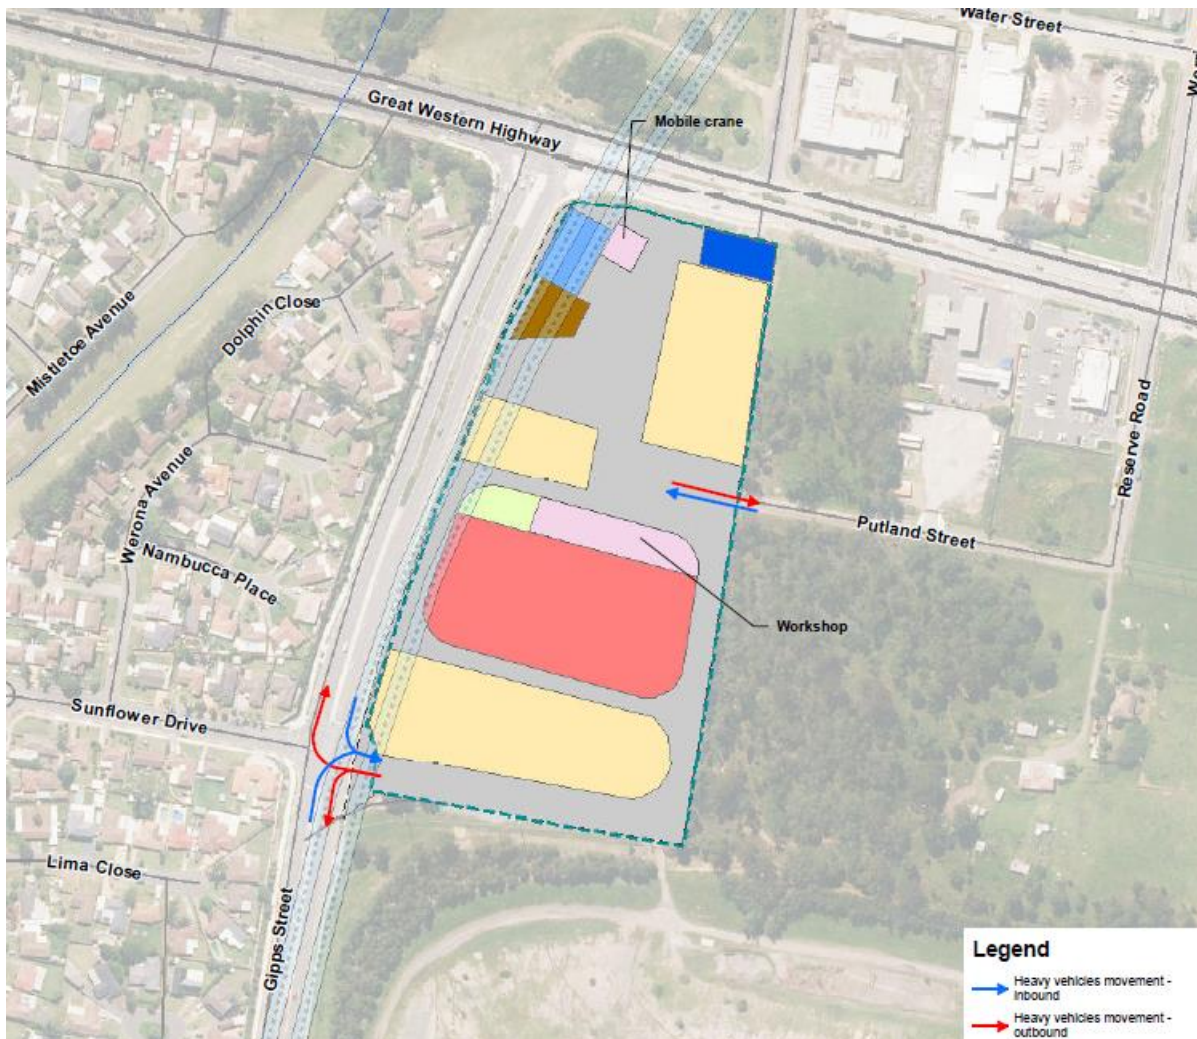 Water Street
Great Western Highway
Mobile crane
Mistletoe Avenue
Dolphin Close
Reserve Road
Werona Avenue
Putland Street
Nambucca Place
Workshop
Sunflower Drive
Lima Close
Gipps Street
Legend
Heavy vehicles movement -
Inbound
Heavy vehicles movement -
outbound